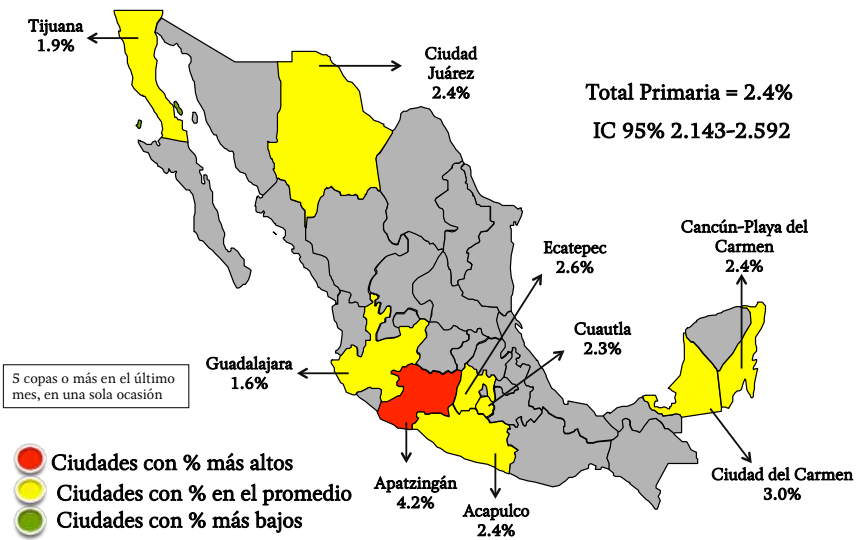 Tijuana
1.9%
Ciudad
Juárez
2.4%
Total Primaria = 2.4%
IC 95% 2.143-2.592
Cancún-Playa del
Carmen
2.4%
Ecatepec
2.6%
Cuautla
2.3%
Guadalajara
1.6%
5 copas o más en el último
mes, en una sola ocasión
Ciudades con % más altos
Ciudades con % en el promedio
Ciudades con % más bajos
Apatzingán
4.2%
Acapulco
2.4%
Ciudad del Carmen
3.0%